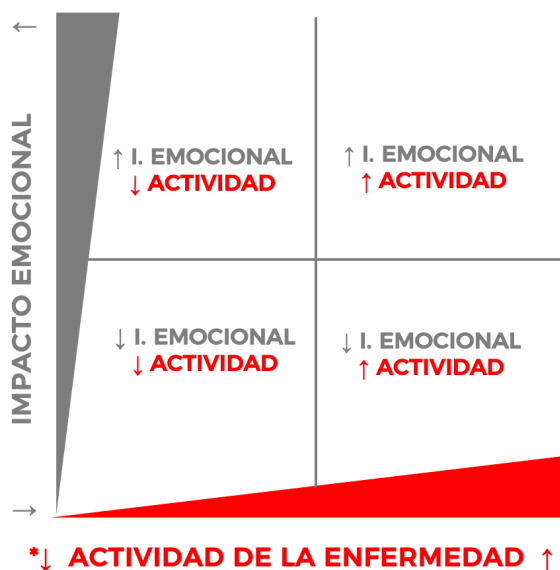 IMPACTO EMOCIONAL
↑ I. EMOCIONAL
↓ ACTIVIDAD
↑ I. EMOCIONAL
↑ ACTIVIDAD
↓ I. EMOCIONAL
↓ ACTIVIDAD
↓ I. EMOCIONAL
↑ ACTIVIDAD
*↓ ACTIVIDAD DE LA ENFERMEDAD ↑